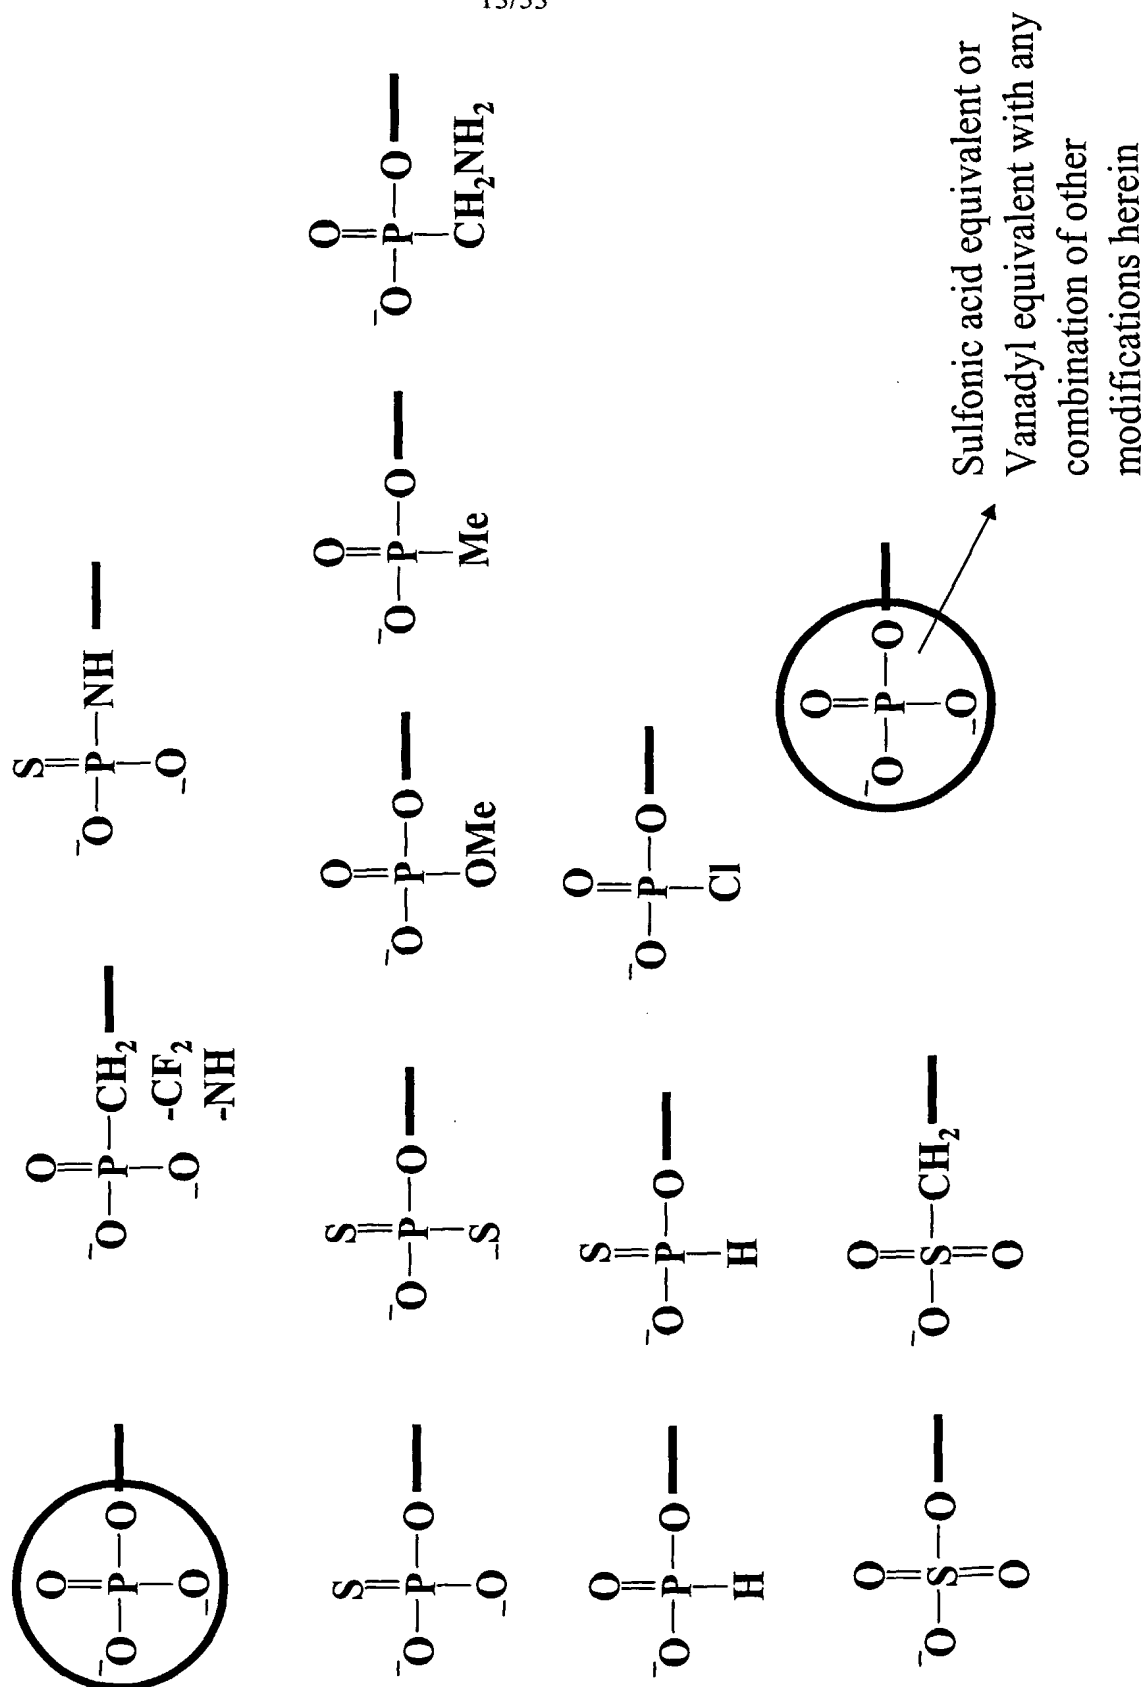 O
⁻O–P–O
O⁻
O
⁻O–P–CH₂
O⁻ -CF₂
-NH
S
⁻O–P–NH
O⁻
S
⁻O–P–O
O⁻
S
⁻O–P–O
S⁻
O
⁻O–P–O
OMe
O
⁻O–P–O
Me
O
⁻O–P–O
CH₂NH₂
O
⁻O–P–O
H
S
⁻O–P–O
H
O
⁻O–P–O
Cl
O
⁻O–S–O
O
O
⁻O–S–CH₂
O
O
⁻O–P–O
O⁻
Sulfonic acid equivalent or
Vanadyl equivalent with any
combination of other
modifications herein